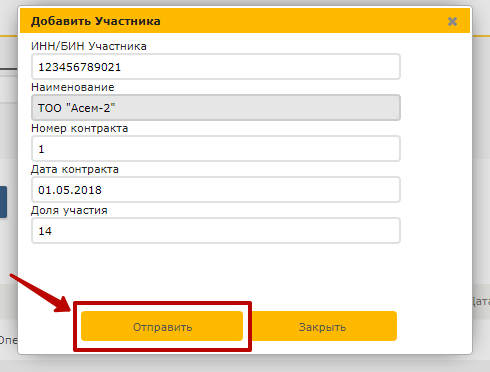 Добавить Участника
ИНН/БИН Участника
123456789021
Наименование
ТОО "Асем-2"
Номер контракта
1
Дата контракта
01.05.2018
Доля участия
14
Отправить Закрыть